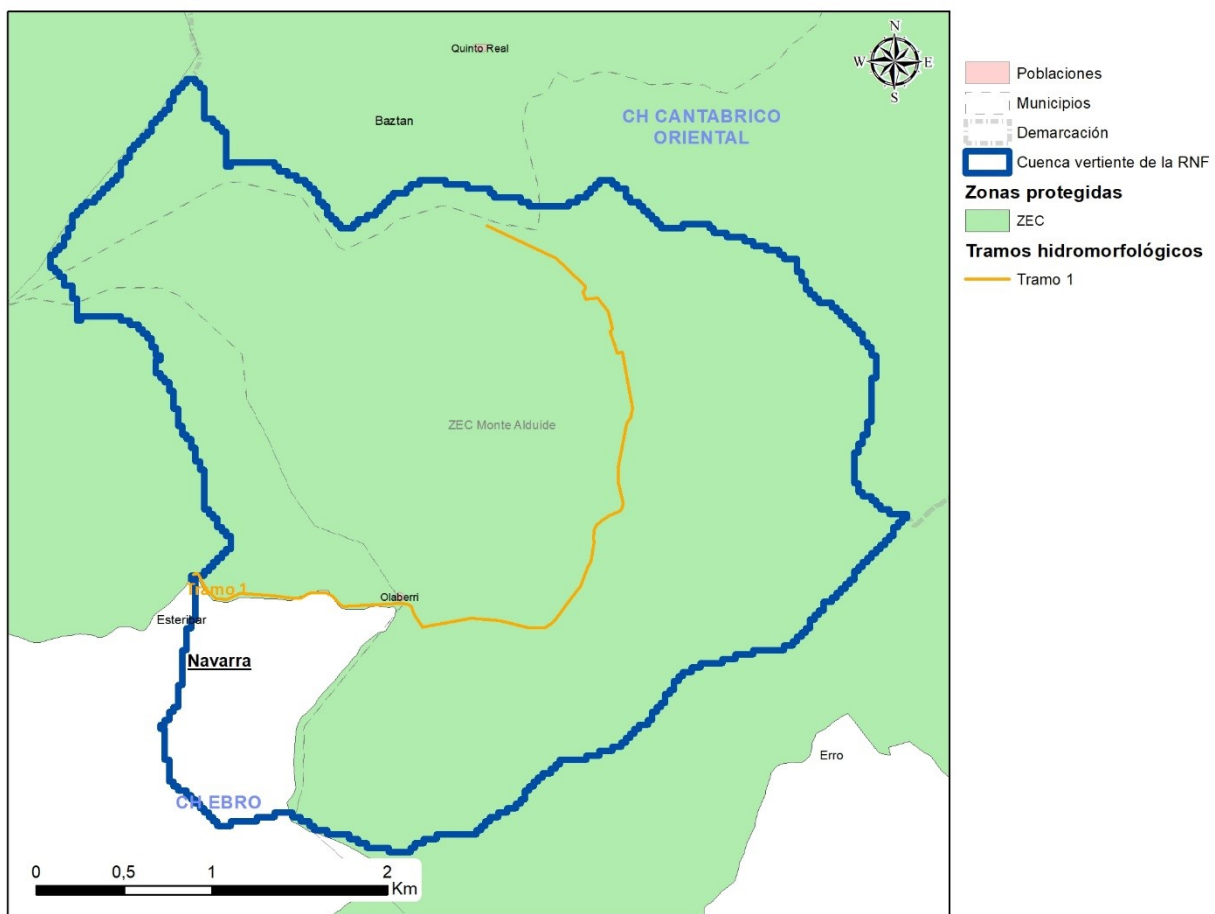 Quinto Real
N
W
E
S
Baztan
CH CANTABRICO
ORIENTAL
ZEC Monte Alduide
Tramo 1
Olaberri
Esteribar
Navarra
Erro
CH EBRO
0
0,5
1
2
Km
Poblaciones
Municipios
Demarcación
Cuenca vertiente de la RNF
Zonas protegidas
ZEC
Tramos hidromorfológicos
Tramo 1